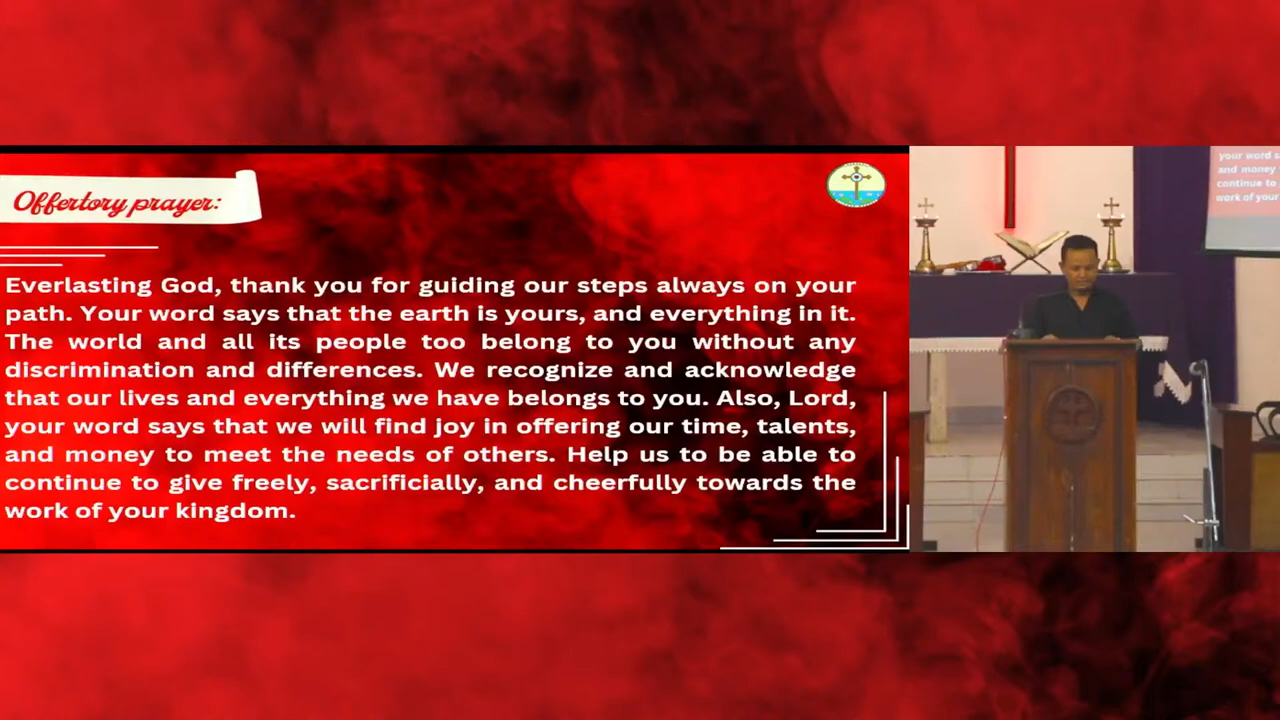 Offertory prayer:
Everlasting God, thank you for guiding our steps always on your
path. Your word says that the earth is yours, and everything in it.
The world and all its people too belong to you without any
discrimination and differences. We recognize and acknowledge
that our lives and everything we have belongs to you. Also, Lord,
your word says that we will find joy in offering our time, talents,
and money to meet the needs of others. Help us to be able to
continue to give freely, sacrificially, and cheerfully towards the
work of your kingdom.
your word s
and money
continue to
work of your